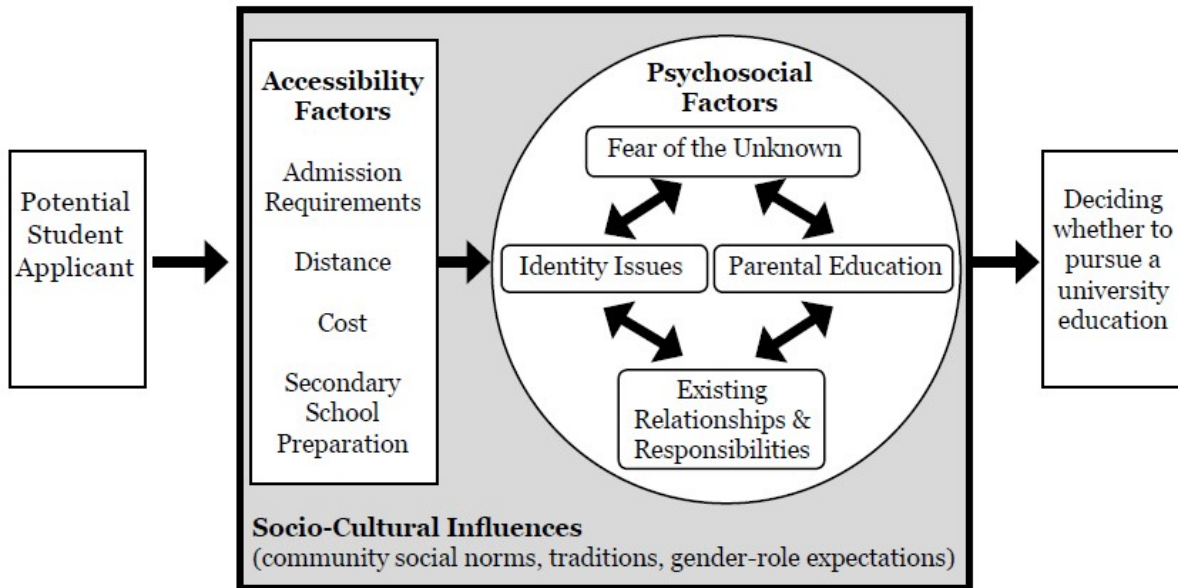 Potential
Student
Applicant
Accessibility
Factors
Admission
Requirements
Distance
Cost
Secondary
School
Preparation
Psychosocial
Factors
Fear of the Unknown
Identity Issues
Parental Education
Existing
Relationships &
Responsibilities
Socio-Cultural Influences
(community social norms, traditions, gender-role expectations)
Deciding
whether to
pursue a
university
education